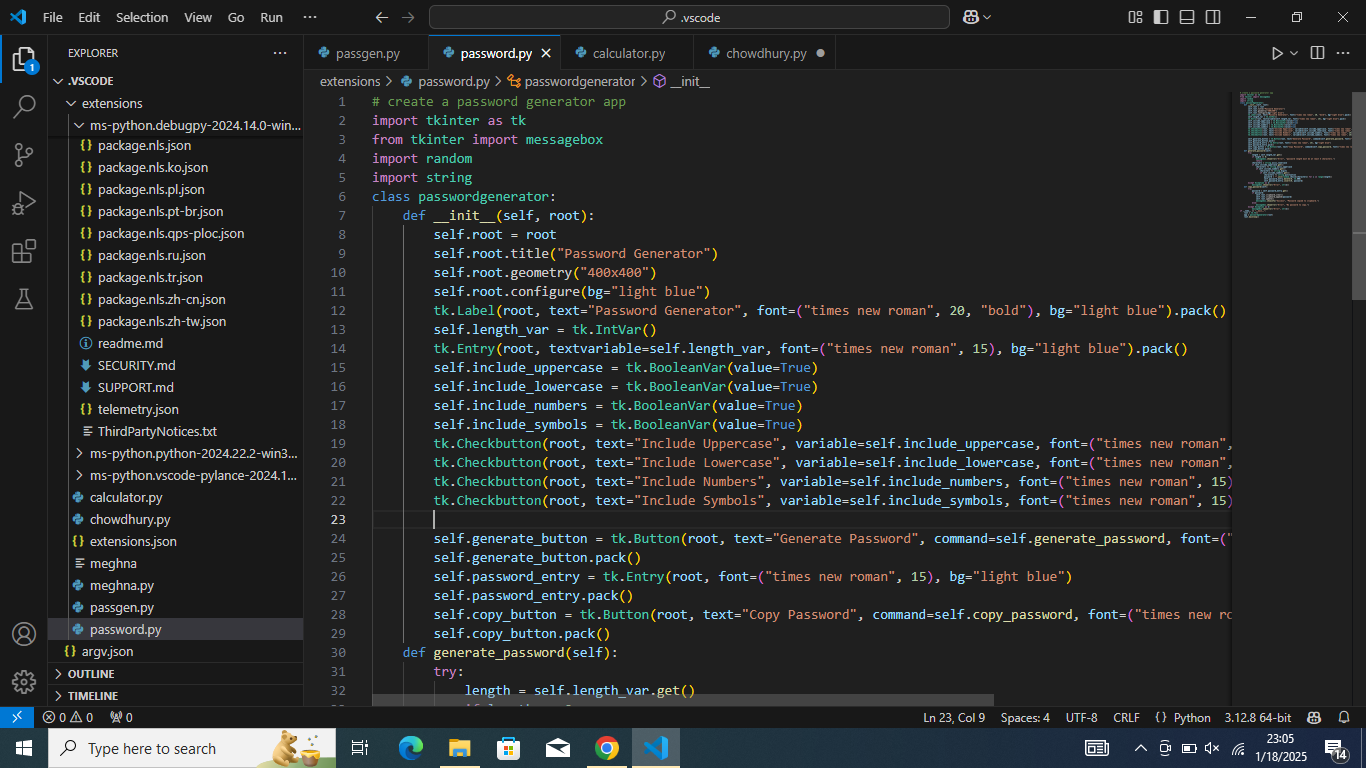 File Edit Selection View Go Run ··· .vscode
EXPLORER ···
passgen.py password.py calculator.py chowdhury.py
.VSCODE
extensions
ms-python.debugpy-2024.14.0-win...
{} package.nls.json
{} package.nls.ko.json
{} package.nls.pl.json
{} package.nls.pt-br.json
{} package.nls.qps-ploc.json
{} package.nls.ru.json
{} package.nls.tr.json
{} package.nls.zh-cn.json
{} package.nls.zh-tw.json
readme.md
SECURITY.md
SUPPORT.md
{} telemetry.json
ThirdPartyNotices.txt
ms-python.python-2024.22.2-win3...
ms-python.vscode-pylance-2024.1...
calculator.py
chowdhury.py
{} extensions.json
meghna
meghna.py
passgen.py
password.py
{} argv.json
OUTLINE
TIMELINE
extensions > password.py > passwordgenerator > __init__
1 # create a password generator app
2 import tkinter as tk
3 from tkinter import messagebox
4 import random
5 import string
6 class passwordgenerator:
7 def __init__(self, root):
8 self.root = root
9 self.root.title("Password Generator")
10 self.root.geometry("400x400")
11 self.root.configure(bg="light blue")
12 tk.Label(root, text="Password Generator", font=("times new roman", 20, "bold"), bg="light blue").pack()
13 self.length_var = tk.IntVar()
14 tk.Entry(root, textvariable=self.length_var, font=("times new roman", 15), bg="light blue").pack()
15 self.include_uppercase = tk.BooleanVar(value=True)
16 self.include_lowercase = tk.BooleanVar(value=True)
17 self.include_numbers = tk.BooleanVar(value=True)
18 self.include_symbols = tk.BooleanVar(value=True)
19 tk.Checkbutton(root, text="Include Uppercase", variable=self.include_uppercase, font=("times new roman",
20 tk.Checkbutton(root, text="Include Lowercase", variable=self.include_lowercase, font=("times new roman",
21 tk.Checkbutton(root, text="Include Numbers", variable=self.include_numbers, font=("times new roman", 15)
22 tk.Checkbutton(root, text="Include Symbols", variable=self.include_symbols, font=("times new roman", 15)
23
24 self.generate_button = tk.Button(root, text="Generate Password", command=self.generate_password, font=("
25 self.generate_button.pack()
26 self.password_entry = tk.Entry(root, font=("times new roman", 15), bg="light blue")
27 self.password_entry.pack()
28 self.copy_button = tk.Button(root, text="Copy Password", command=self.copy_password, font=("times new ro
29 self.copy_button.pack()
30 def generate_password(self):
31 try:
32 length = self.length_var.get()
0 0 0 Ln 23, Col 9 Spaces: 4 UTF-8 CRLF {} Python 3.12.8 64-bit
Type here to search
23:05
1/18/2025
14
1